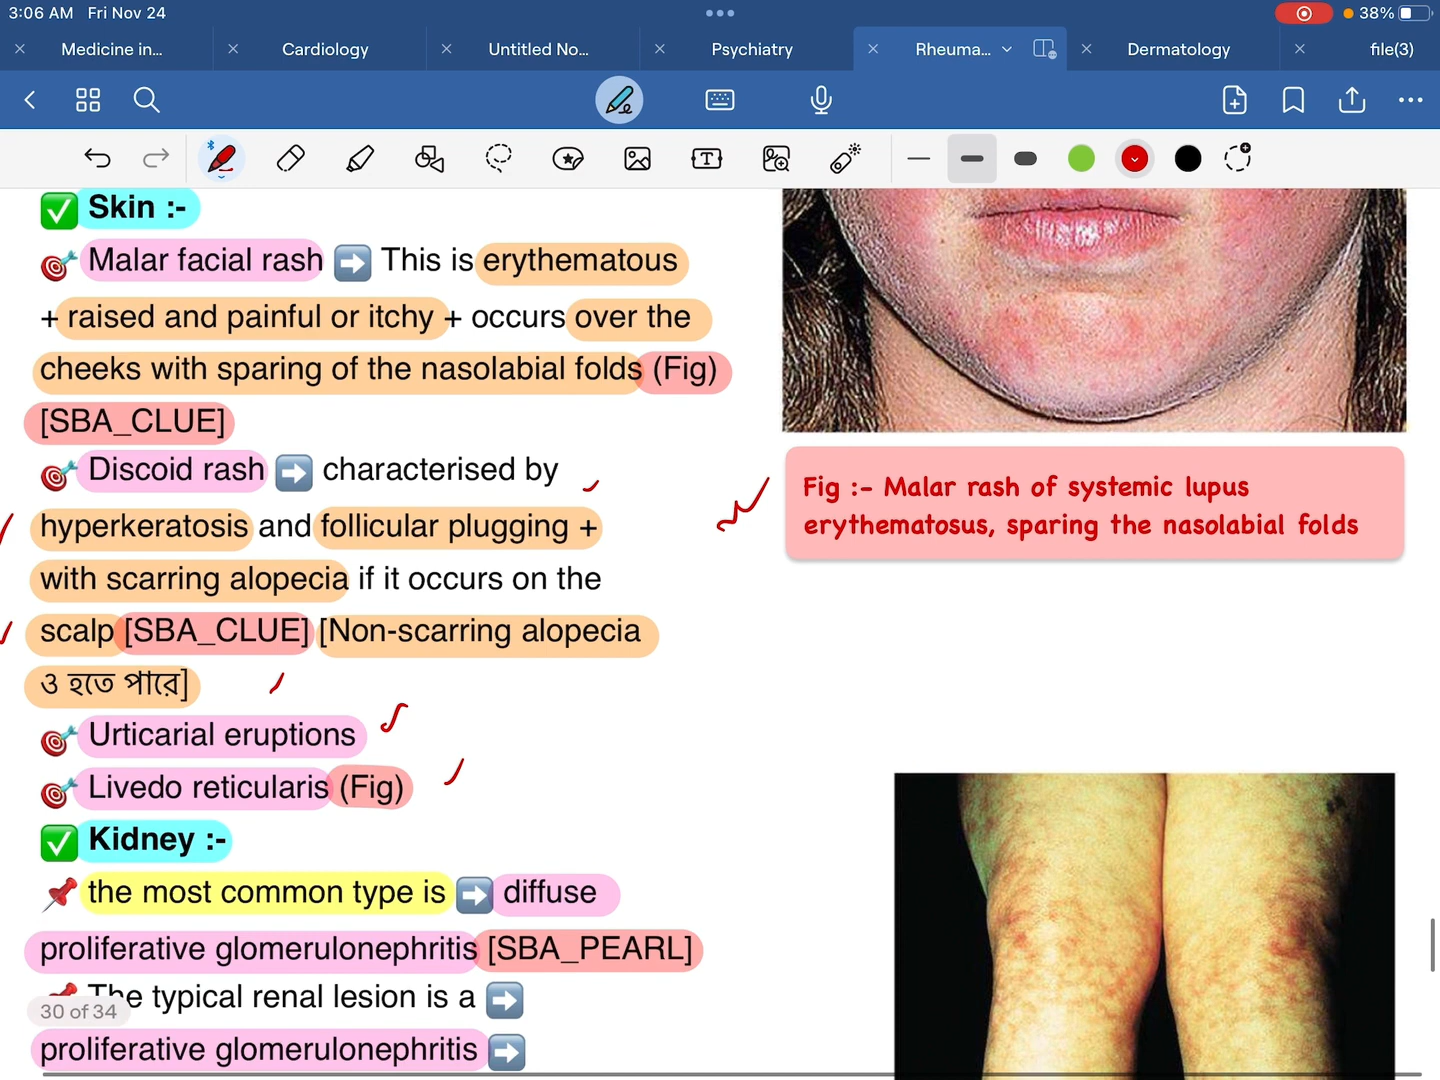 3:06 AM Fri Nov 24
38%
Medicine in...
Cardiology
Untitled No...
Psychiatry
Rheuma...
Dermatology
file(3)
Skin :-
Malar facial rash ➡️ This is erythematous
+ raised and painful or itchy + occurs over the
cheeks with sparing of the nasolabial folds (Fig)
[SBA_CLUE]
Discoid rash ➡️ characterised by
hyperkeratosis and follicular plugging +
with scarring alopecia if it occurs on the
scalp [SBA_CLUE] [Non-scarring alopecia
ও হতে পারে]
Urticarial eruptions
Livedo reticularis (Fig)
Kidney :-
the most common type is ➡️ diffuse
proliferative glomerulonephritis [SBA_PEARL]
The typical renal lesion is a ➡️
30 of 34
proliferative glomerulonephritis ➡️
Fig :- Malar rash of systemic lupus
erythematosus, sparing the nasolabial folds